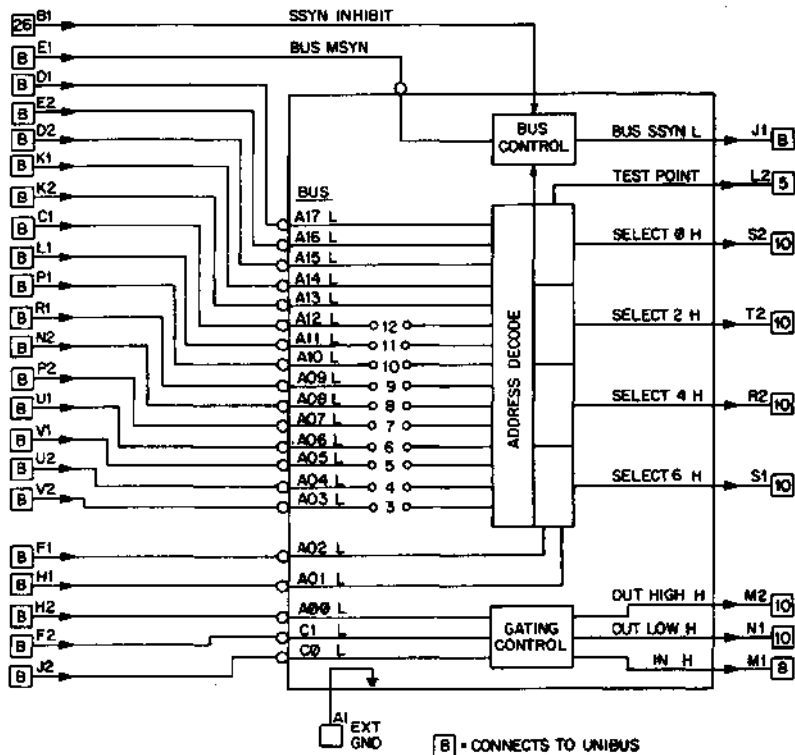 26 B1 SSYN INHIBIT
B E1 BUS MSYN
B D1
B E2
B D2
B K1
B K2
B C1
B L1
B P1
B R1
B N2
B P2
B U1
B V1
B U2
B V2
B F1
B H1
B H2
B F2
B J2
BUS
A17 L
A16 L
A15 L
A14 L
A13 L
A12 L 12
A11 L 11
A10 L 10
A09 L 9
A08 L 8
A07 L 7
A06 L 6
A05 L 5
A04 L 4
A03 L 3
A02 L
A01 L
A00 L
C1 L
C0 L
BUS
CONTROL
ADDRESS DECODE
GATING
CONTROL
BUS SSYN L J1 B
TEST POINT L2 5
SELECT 0 H S2 10
SELECT 2 H T2 10
SELECT 4 H R2 10
SELECT 6 H S1 10
OUT HIGH H M2 10
OUT LOW H N1 10
IN H M1 8
A1 EXT
GND
B = CONNECTS TO UNIBUS